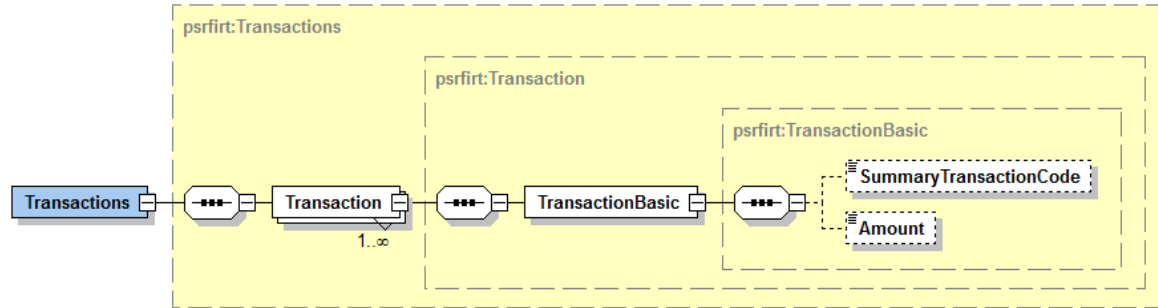 psrfirt:Transactions
psrfirt:Transaction
psrfirt:TransactionBasic
Transactions
Transaction
1..∞
TransactionBasic
SummaryTransactionCode
Amount